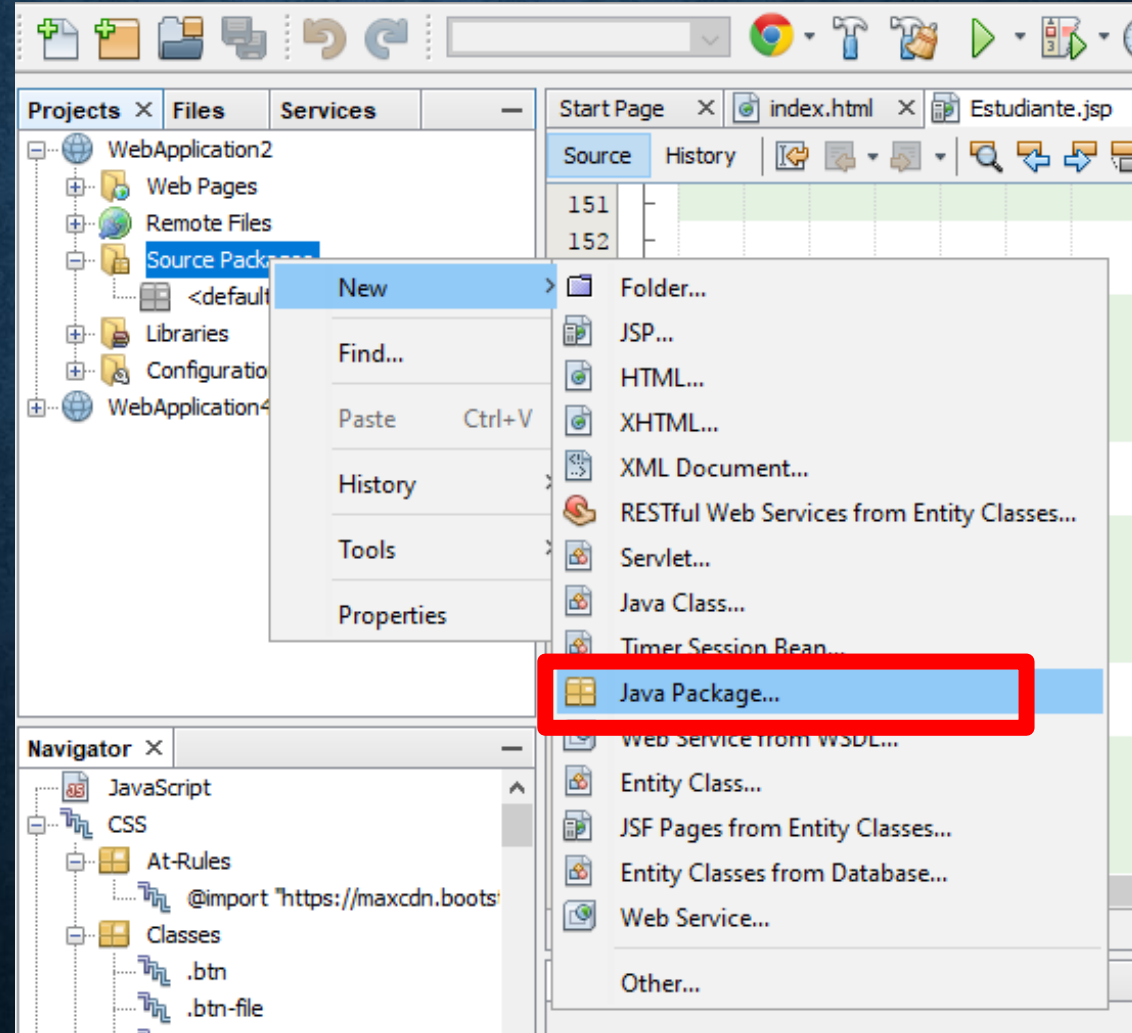 Projects Files Services
Start Page index.html Estudiante.jsp
WebApplication2
Source History
Web Pages
Remote Files
151
152
Source
<default
Libraries
WebApplication4
New
Find...
Paste Ctrl+V
History
Tools
Properties
Folder...
JSP...
HTML...
XHTML...
XML Document...
RESTful Web Services from Entity Classes...
Servlet...
Java Class...
Timer Session Bean...
Java Package...
Web Service from WSDL...
Entity Class...
JSF Pages from Entity Classes...
Entity Classes from Database...
Web Service...
Other...
Navigator
JavaScript
CSS
At-Rules
@import "https://maxcdn.boots
Classes
.btn
.btn-file